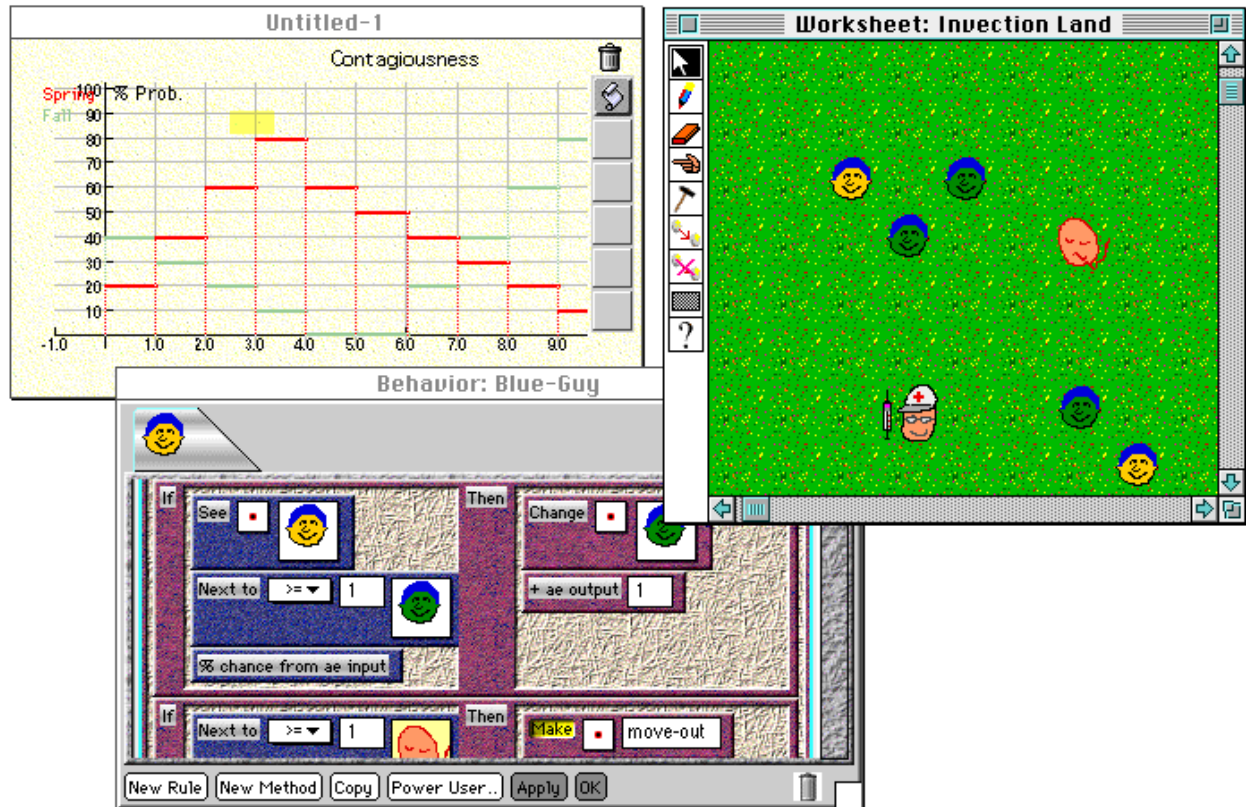 Untitled-1
Contagiousness
Spring
Fall
% Prob.
100
90
80
70
60
50
40
30
20
10
-1.0 1.0 2.0 3.0 4.0 5.0 6.0 7.0 8.0 9.0
Worksheet: Invection Land
?
Behavior: Blue-Guy
If
See
Next to >= 1
% chance from ae input
Then
Change
+ ae output 1
If
Next to >= 1
Then
Make move-out
New Rule New Method Copy Power User.. Apply OK